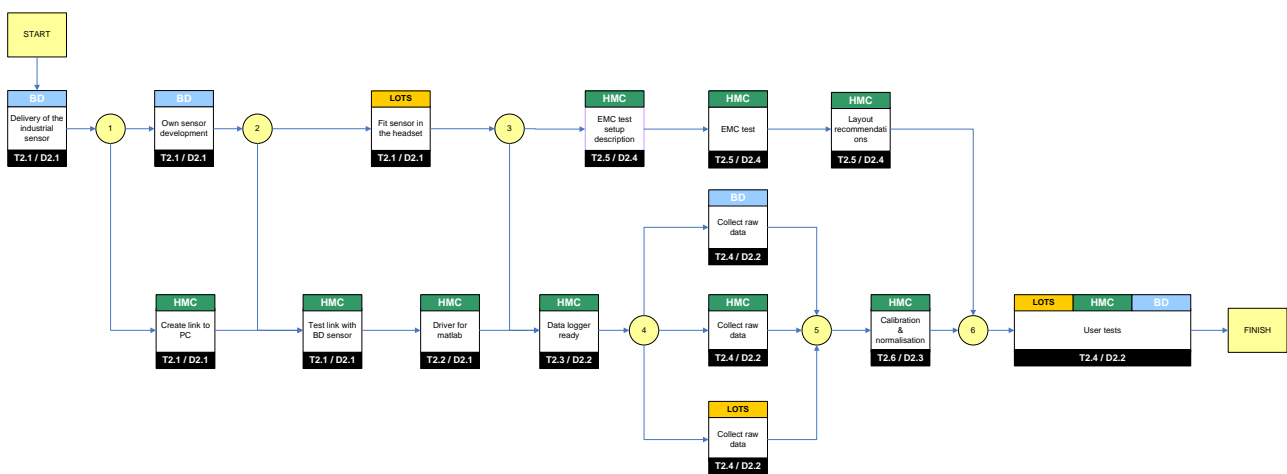 START
BD
Delivery of the
industrial
sensor
T2.1 / D2.1
1
BD
Own sensor
development
T2.1 / D2.1
2
LOTS
Fit sensor in
the headset
T2.1 / D2.1
3
HMC
EMC test
setup
description
T2.5 / D2.4
HMC
EMC test
T2.5 / D2.4
HMC
Layout
recommendati
ons
T2.5 / D2.4
BD
Collect raw
data
T2.4 / D2.2
HMC
Create link to
PC
T2.1 / D2.1
HMC
Test link with
BD sensor
T2.1 / D2.1
HMC
Driver for
matlab
T2.2 / D2.1
HMC
Data logger
ready
T2.3 / D2.2
4
HMC
Collect raw
data
T2.4 / D2.2
5
HMC
Calibration
&
normalisation
T2.6 / D2.3
6
LOTS HMC BD
User tests
T2.4 / D2.2
FINISH
LOTS
Collect raw
data
T2.4 / D2.2